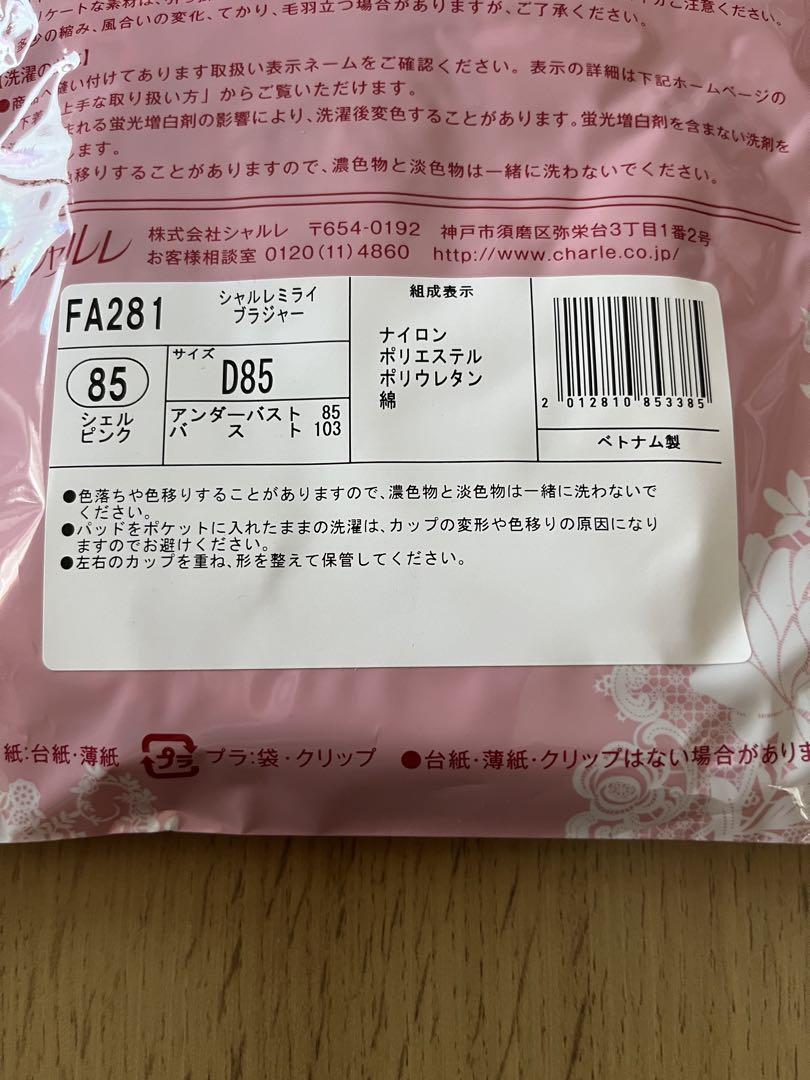 多少の縮み、風合いの変化、てかり、毛羽立つ場合がありますが、ご了承ください。
ご注意ください。
縫い付けてあります取扱い表示ネームをご確認ください。表示の詳細は下記ホームページの
上手な取り扱い方」からご覧いただけます。
される蛍光増白剤の影響により、洗濯後変色することがあります。蛍光増白剤を含まない洗剤を
ます。
色移りすることがありますので、濃色物と淡色物は一緒に洗わないでください。
シャルレ 株式会社シャルレ 〒654-0192 神戸市須磨区弥栄台3丁目1番2号
お客様相談室 0120(11)4860 http://www.charle.co.jp/
FA281
シャルレミライ
ブラジャー
85
シェル
ピンク
サイズ
D85
アンダーバスト 85
バスト 103
組成表示
ナイロン
ポリエステル
ポリウレタン
綿
2 012810 853385
ベトナム製
●色落ちや色移りすることがありますので、濃色物と淡色物は一緒に洗わないで
ください。
●パッドをポケットに入れたままの洗濯は、カップの変形や色移りの原因になり
ますのでお避けください。
●左右のカップを重ね、形を整えて保管してください。
紙:台紙・薄紙 プラ プラ:袋・クリップ ●台紙・薄紙・クリップはない場合がありま